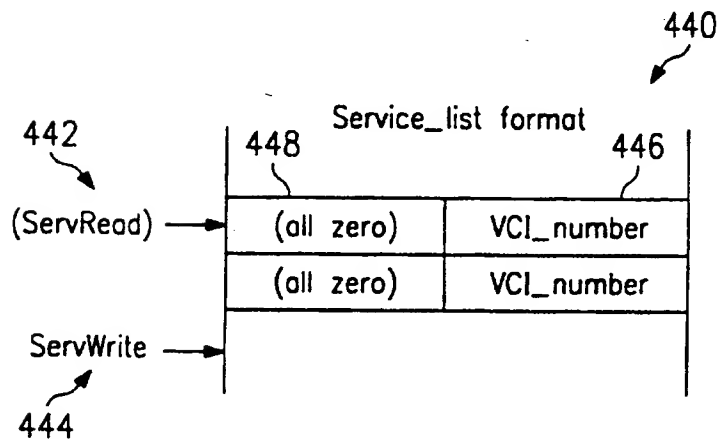 440
Service_list format
442
448
446
(ServRead)
(all zero)
VCI_number
(all zero)
VCI_number
ServWrite
444